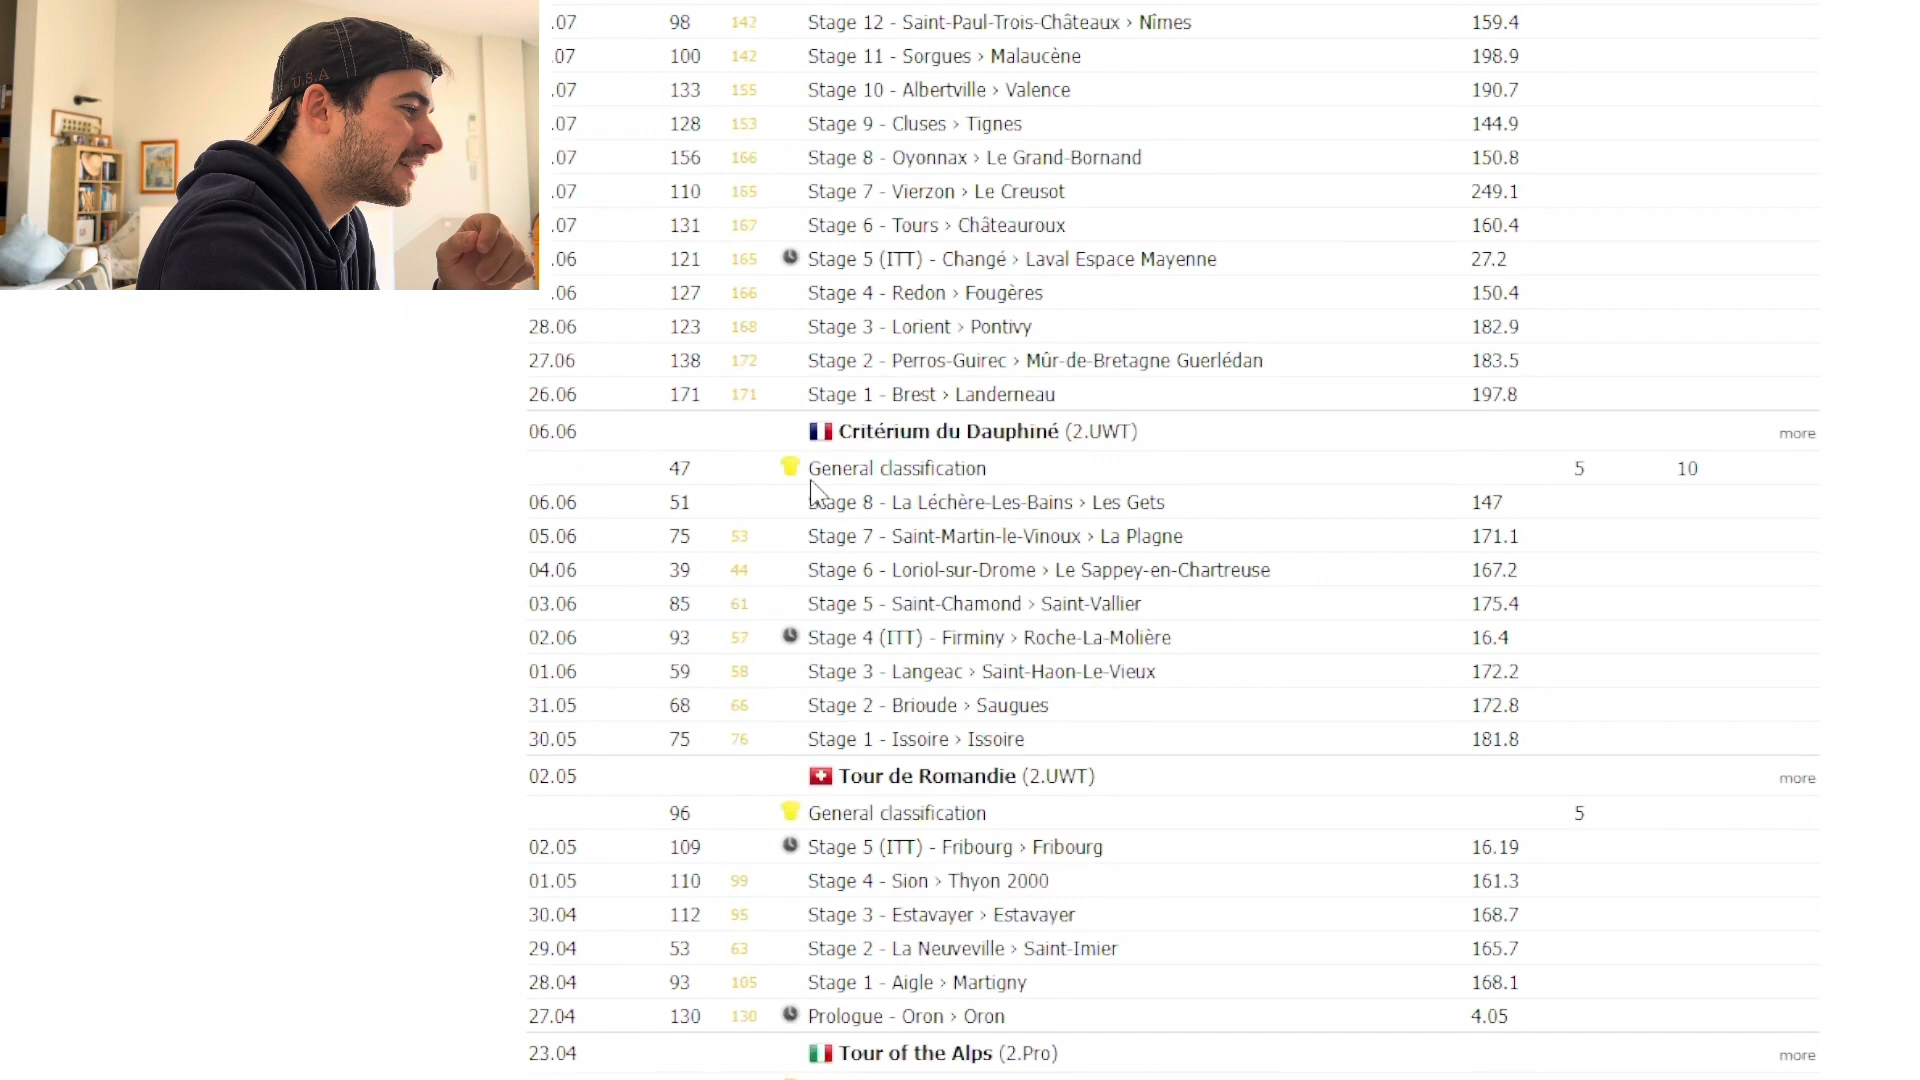 U.S.A
.07 98 142 Stage 12 - Saint-Paul-Trois-Châteaux › Nîmes 159.4
.07 100 142 Stage 11 - Sorgues › Malaucène 198.9
.07 133 155 Stage 10 - Albertville › Valence 190.7
.07 128 153 Stage 9 - Cluses › Tignes 144.9
.07 156 166 Stage 8 - Oyonnax › Le Grand-Bornand 150.8
.07 110 165 Stage 7 - Vierzon › Le Creusot 249.1
.07 131 167 Stage 6 - Tours › Châteauroux 160.4
.06 121 165 Stage 5 (ITT) - Changé › Laval Espace Mayenne 27.2
.06 127 166 Stage 4 - Redon › Fougères 150.4
28.06 123 168 Stage 3 - Lorient › Pontivy 182.9
27.06 138 172 Stage 2 - Perros-Guirec › Mûr-de-Bretagne Guerlédan 183.5
26.06 171 171 Stage 1 - Brest › Landerneau 197.8
06.06 Critérium du Dauphiné (2.UWT) more
47 General classification 5 10
06.06 51 Stage 8 - La Léchère-Les-Bains › Les Gets 147
05.06 75 53 Stage 7 - Saint-Martin-le-Vinoux › La Plagne 171.1
04.06 39 44 Stage 6 - Loriol-sur-Drome › Le Sappey-en-Chartreuse 167.2
03.06 85 61 Stage 5 - Saint-Chamond › Saint-Vallier 175.4
02.06 93 57 Stage 4 (ITT) - Firminy › Roche-La-Molière 16.4
01.06 59 58 Stage 3 - Langeac › Saint-Haon-Le-Vieux 172.2
31.05 68 66 Stage 2 - Brioude › Saugues 172.8
30.05 75 76 Stage 1 - Issoire › Issoire 181.8
02.05 Tour de Romandie (2.UWT) more
96 General classification 5
02.05 109 Stage 5 (ITT) - Fribourg › Fribourg 16.19
01.05 110 99 Stage 4 - Sion › Thyon 2000 161.3
30.04 112 95 Stage 3 - Estavayer › Estavayer 168.7
29.04 53 63 Stage 2 - La Neuveville › Saint-Imier 165.7
28.04 93 105 Stage 1 - Aigle › Martigny 168.1
27.04 130 130 Prologue - Oron › Oron 4.05
23.04 Tour of the Alps (2.Pro) more